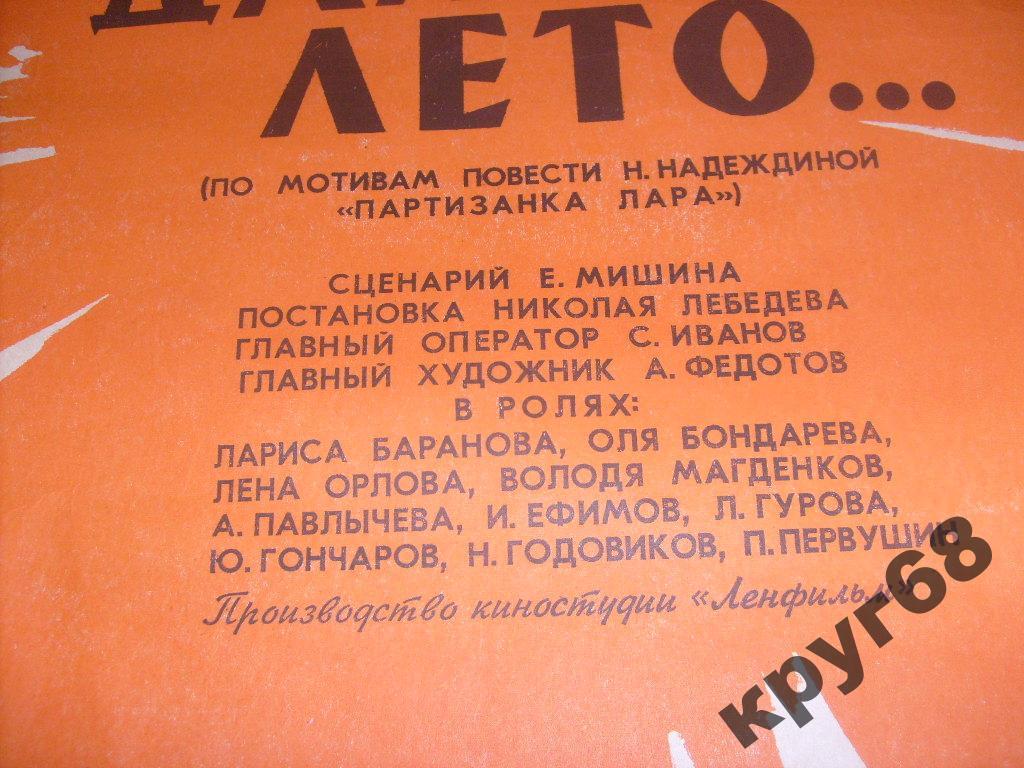 ЛЕТО...
(ПО МОТИВАМ ПОВЕСТИ Н. НАДЕЖДИНОЙ
«ПАРТИЗАНКА ЛАРА»)
СЦЕНАРИЙ Е. МИШИНА
ПОСТАНОВКА НИКОЛАЯ ЛЕБЕДЕВА
ГЛАВНЫЙ ОПЕРАТОР С. ИВАНОВ
ГЛАВНЫЙ ХУДОЖНИК А. ФЕДОТОВ
В РОЛЯХ:
ЛАРИСА БАРАНОВА, ОЛЯ БОНДАРЕВА,
ЛЕНА ОРЛОВА, ВОЛОДЯ МАГДЕНКОВ,
А. ПАВЛЫЧЕВА, И. ЕФИМОВ, Л. ГУРОВА,
Ю. ГОНЧАРОВ, Н. ГОДОВИКОВ, П. ПЕРВУШИН
Производство киностудии «Ленфильм»
круг68